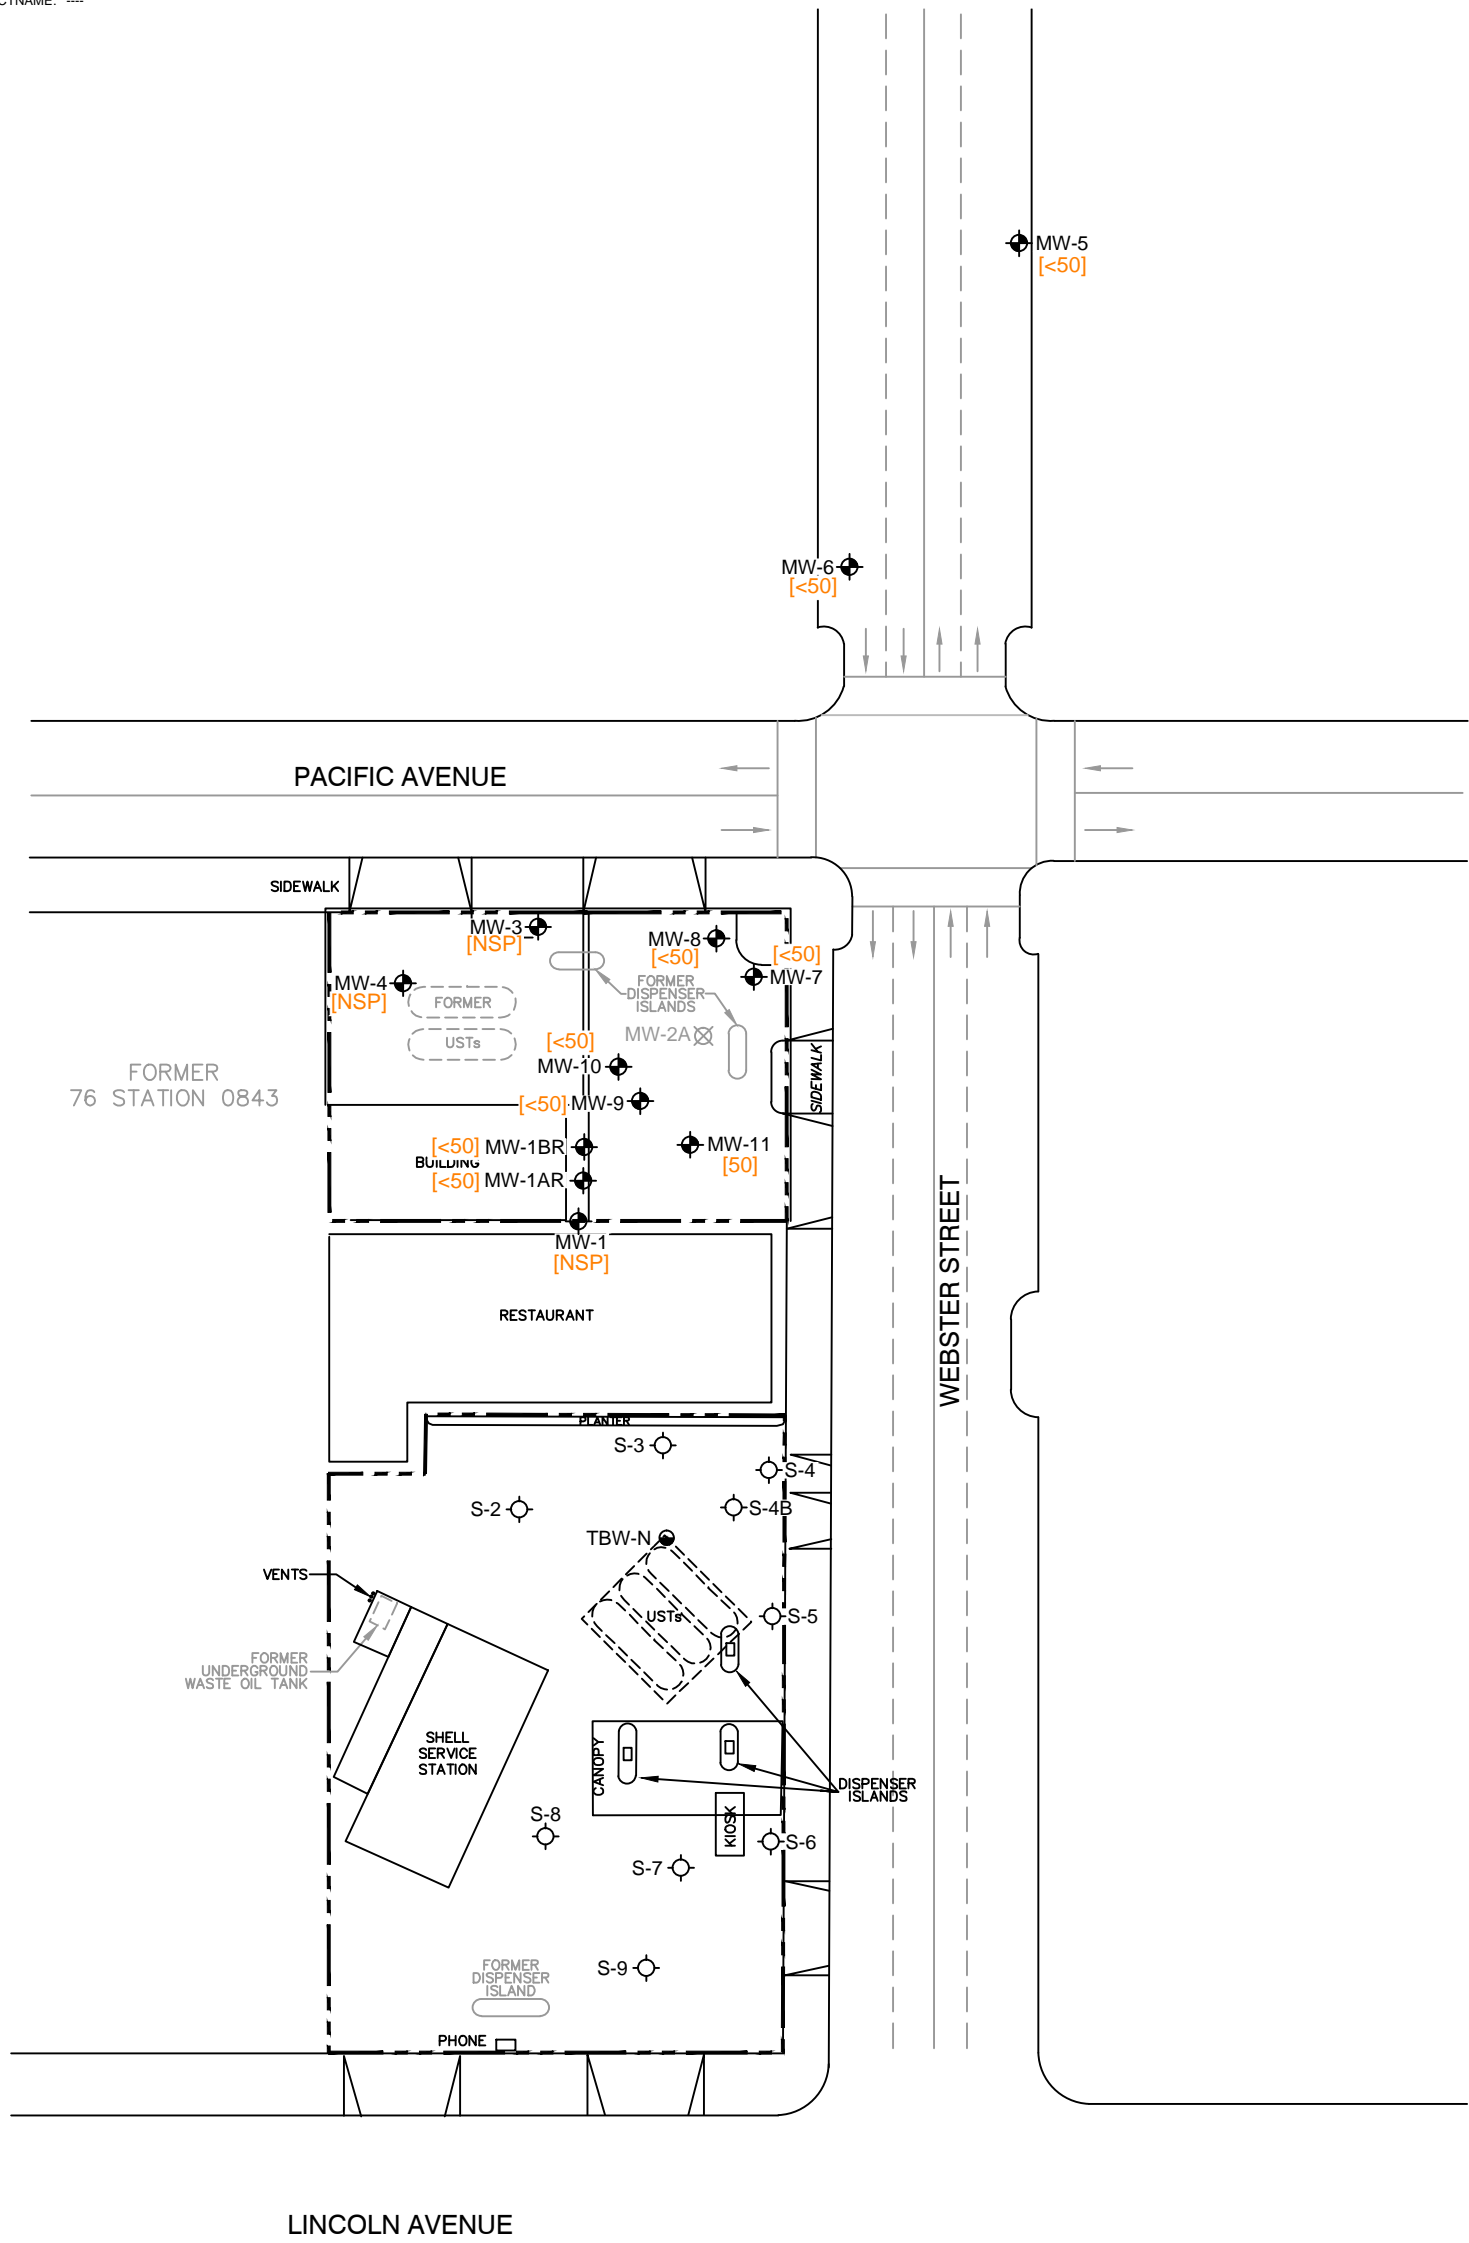 CTNAME: ----
MW-5
[<50]
MW-6
[<50]
PACIFIC AVENUE
SIDEWALK
MW-3
[NSP]
MW-8
[<50]
[<50]
MW-7
MW-4
[NSP]
FORMER
USTs
FORMER
DISPENSER
ISLANDS
MW-2A
[<50]
MW-10
[<50]
MW-9
SIDEWALK
FORMER
76 STATION 0843
[<50] MW-1BR
BUILDING
[<50] MW-1AR
MW-11
[50]
MW-1
[NSP]
WEBSTER STREET
RESTAURANT
PLANTER
S-3
S-4
S-2
S-4B
TBW-N
VENTS
USTs
S-5
FORMER
UNDERGROUND
WASTE OIL TANK
SHELL
SERVICE
STATION
CANOPY
DISPENSER
ISLANDS
KIOSK
S-8
S-6
S-7
S-9
FORMER
DISPENSER
ISLAND
PHONE
LINCOLN AVENUE